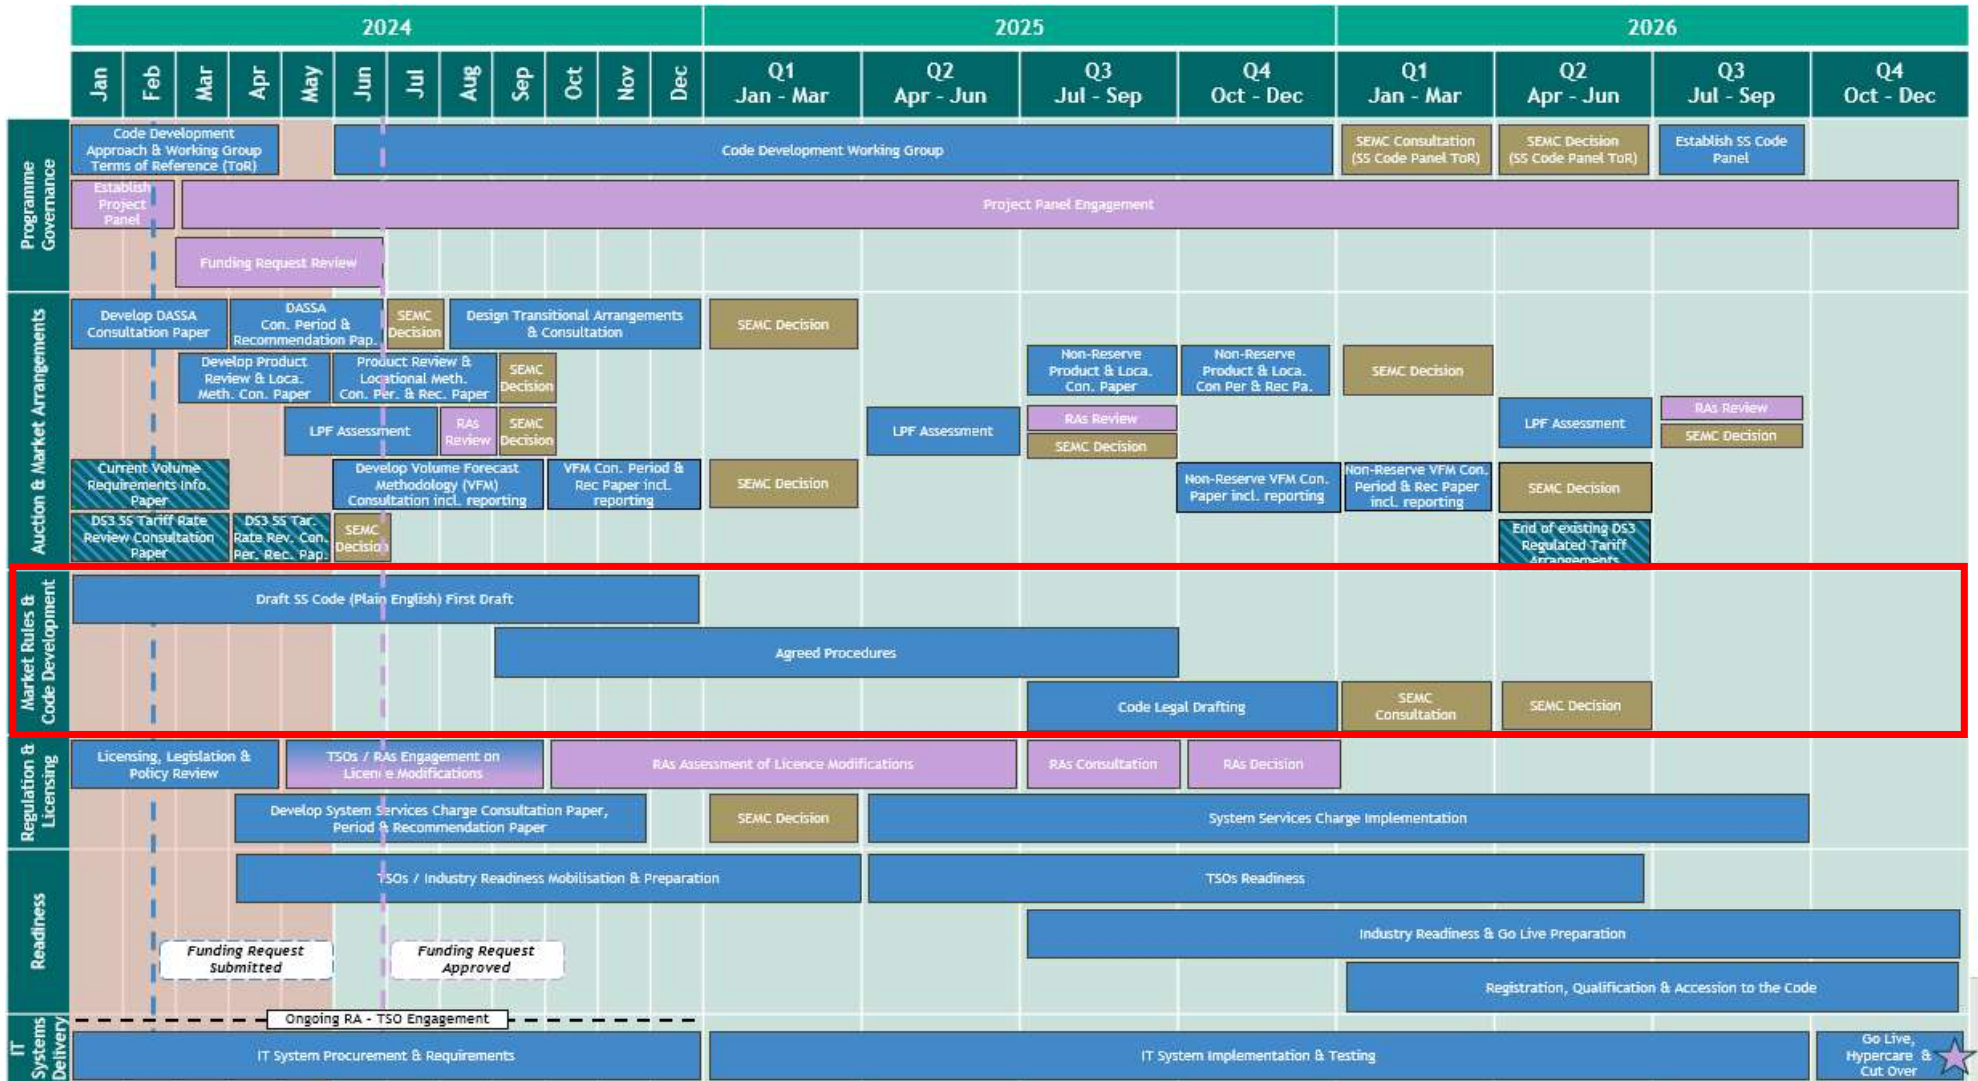 2024
2025
2026
Jan
Feb
Mar
Apr
May
Jun
Jul
Aug
Sep
Oct
Nov
Dec
Q1
Jan - Mar
Q2
Apr - Jun
Q3
Jul - Sep
Q4
Oct - Dec
Q1
Jan - Mar
Q2
Apr - Jun
Q3
Jul - Sep
Q4
Oct - Dec
Programme
Governance
Code Development
Approach & Working Group
Terms of Reference (ToR)
Code Development Working Group
SEMC Consultation
(SS Code Panel ToR)
SEMC Decision
(SS Code Panel ToR)
Establish SS Code
Panel
Establish
Project
Panel
Project Panel Engagement
Funding Request Review
Auction & Market Arrangements
Develop DASSA
Consultation Paper
DASSA
Con. Period &
Recommendation Pap.
SEMC
Decision
Design Transitional Arrangements
& Consultation
SEMC Decision
Develop Product
Review & Loca.
Meth. Con. Paper
Product Review &
Locational Meth.
Con. Per. & Rec. Paper
SEMC
Decision
Non-Reserve
Product & Loca.
Con. Paper
Non-Reserve
Product & Loca.
Con Per & Rec Pa.
SEMC Decision
LPF Assessment
RAs
Review
SEMC
Decision
LPF Assessment
RAs Review
SEMC Decision
LPF Assessment
RAs Review
SEMC Decision
Current Volume
Requirements Info.
Paper
Develop Volume Forecast
Methodology (VFM)
Consultation incl. reporting
VFM Con. Period &
Rec Paper incl.
reporting
SEMC Decision
Non-Reserve VFM Con.
Paper incl. reporting
Non-Reserve VFM Con.
Period & Rec Paper
incl. reporting
SEMC Decision
DS3 SS Tariff Rate
Review Consultation
Paper
DS3 SS Tar.
Rate Rev. Con.
Per. Rec. Pap.
SEMC
Decision
End of existing DS3
Regulated Tariff
Arrangements
Market Rules &
Code Development
Draft SS Code (Plain English) First Draft
Agreed Procedures
Code Legal Drafting
SEMC
Consultation
SEMC Decision
Regulation &
Licensing
Licensing, Legislation &
Policy Review
TSOs / RAs Engagement on
Licence Modifications
RAs Assessment of Licence Modifications
RAs Consultation
RAs Decision
Develop System Services Charge Consultation Paper,
Period & Recommendation Paper
SEMC Decision
System Services Charge Implementation
Readiness
TSOs / Industry Readiness Mobilisation & Preparation
TSOs Readiness
Industry Readiness & Go Live Preparation
Funding Request
Submitted
Funding Request
Approved
Registration, Qualification & Accession to the Code
IT
Systems
Delivery
Ongoing RA - TSO Engagement
IT System Procurement & Requirements
IT System Implementation & Testing
Go Live,
Hypercare &
Cut Over